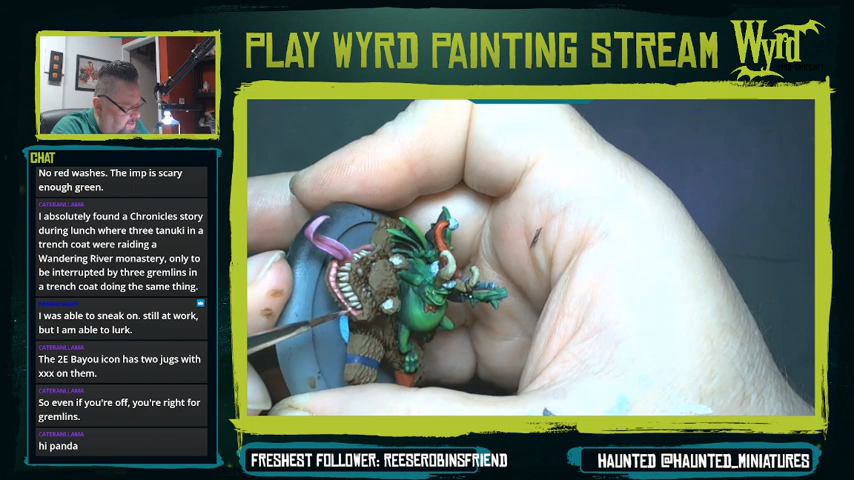 PLAY WYRD PAINTING STREAM
Wyrd
CHAT
No red washes. The imp is scary
enough green.
CATERANLLAMA
I absolutely found a Chronicles story
during lunch where three tanuki in a
trench coat were raiding a
Wandering River monastery, only to
be interrupted by three gremlins in
a trench coat doing the same thing.
I was able to sneak on. still at work,
but I am able to lurk.
CATERANLLAMA
The 2E Bayou icon has two jugs with
xxx on them.
CATERANLLAMA
So even if you're off, you're right for
gremlins.
CATERANLLAMA
hi panda
FRESHEST FOLLOWER: REESEROBINSFRIEND
HAUNTED @HAUNTED_MINIATURES